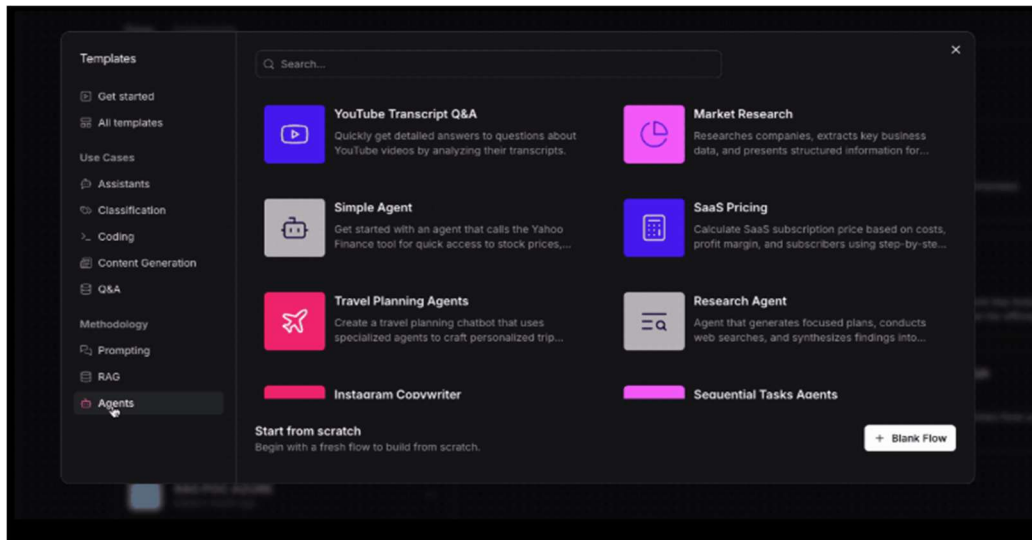 Templates
Get started
All templates
Use Cases
Assistants
Classification
Coding
Content Generation
Q&A
Methodology
Prompting
RAG
Agents
Search...
YouTube Transcript Q&A
Quickly get detailed answers to questions about
YouTube videos by analyzing their transcripts.
Market Research
Researches companies, extracts key business
data, and presents structured information for...
Simple Agent
Get started with an agent that calls the Yahoo
Finance tool for quick access to stock prices,...
SaaS Pricing
Calculate SaaS subscription price based on costs,
profit margin, and subscribers using step-by-ste...
Travel Planning Agents
Create a travel planning chatbot that uses
specialized agents to craft personalized trip...
Research Agent
Agent that generates focused plans, conducts
web searches, and synthesizes findings into...
Instagram Copywriter
Sequential Tasks Agents
Start from scratch
Begin with a fresh flow to build from scratch.
+ Blank Flow